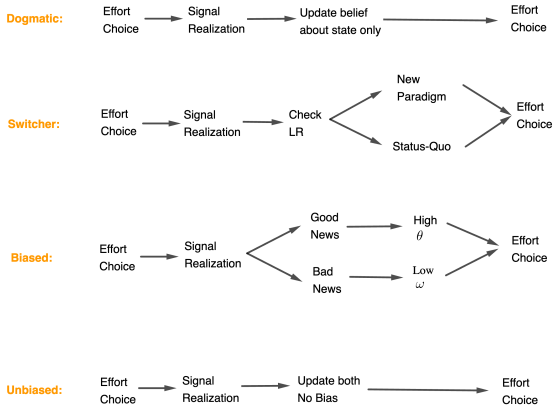 Dogmatic:
Effort
Choice
Signal
Realization
Update belief
about state only
Effort
Choice
Switcher:
Effort
Choice
Signal
Realization
Check
LR
New
Paradigm
Status-Quo
Effort
Choice
Biased:
Effort
Choice
Signal
Realization
Good
News
High
θ
Bad
News
Low
ω
Effort
Choice
Unbiased:
Effort
Choice
Signal
Realization
Update both
No Bias
Effort
Choice